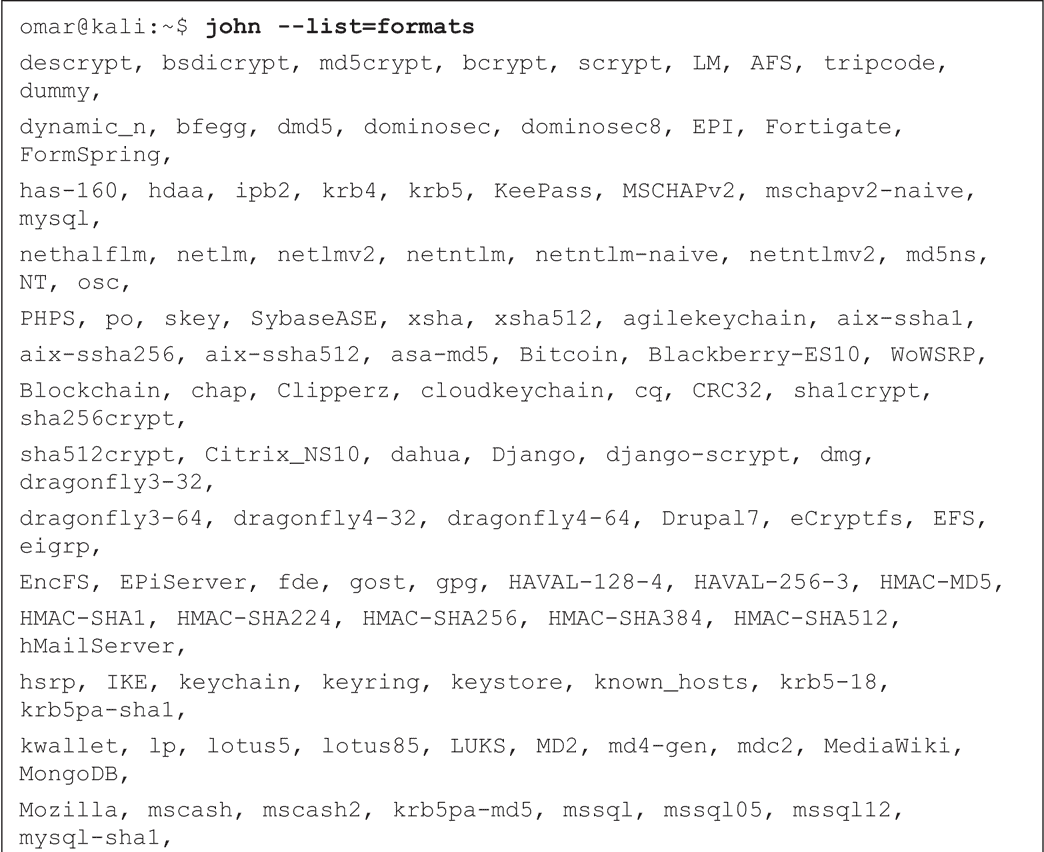 omar@kali:~$ john --list=formats
descrypt, bsdicrypt, md5crypt, bcrypt, scrypt, LM, AFS, tripcode,
dummy,
dynamic_n, bfegg, dmd5, dominosec, dominosec8, EPI, Fortigate,
FormSpring,
has-160, hdaa, ipb2, krb4, krb5, KeePass, MSCHAPv2, mschapv2-naive,
mysql,
nethalflm, netlm, netlmv2, netntlm, netntlm-naive, netntlmv2, md5ns,
NT, osc,
PHPS, po, skey, SybaseASE, xsha, xsha512, agilekeychain, aix-ssha1,
aix-ssha256, aix-ssha512, asa-md5, Bitcoin, Blackberry-ES10, WoWSRP,
Blockchain, chap, Clipperz, cloudkeychain, cq, CRC32, sha1crypt,
sha256crypt,
sha512crypt, Citrix_NS10, dahua, Django, django-scrypt, dmg,
dragonfly3-32,
dragonfly3-64, dragonfly4-32, dragonfly4-64, Drupal7, eCryptfs, EFS,
eigrp,
EncFS, EPiServer, fde, gost, gpg, HAVAL-128-4, HAVAL-256-3, HMAC-MD5,
HMAC-SHA1, HMAC-SHA224, HMAC-SHA256, HMAC-SHA384, HMAC-SHA512,
hMailServer,
hsrp, IKE, keychain, keyring, keystore, known_hosts, krb5-18,
krb5pa-sha1,
kwallet, lp, lotus5, lotus85, LUKS, MD2, md4-gen, mdc2, MediaWiki,
MongoDB,
Mozilla, mscash, mscash2, krb5pa-md5, mssql, mssql05, mssql12,
mysql-sha1,